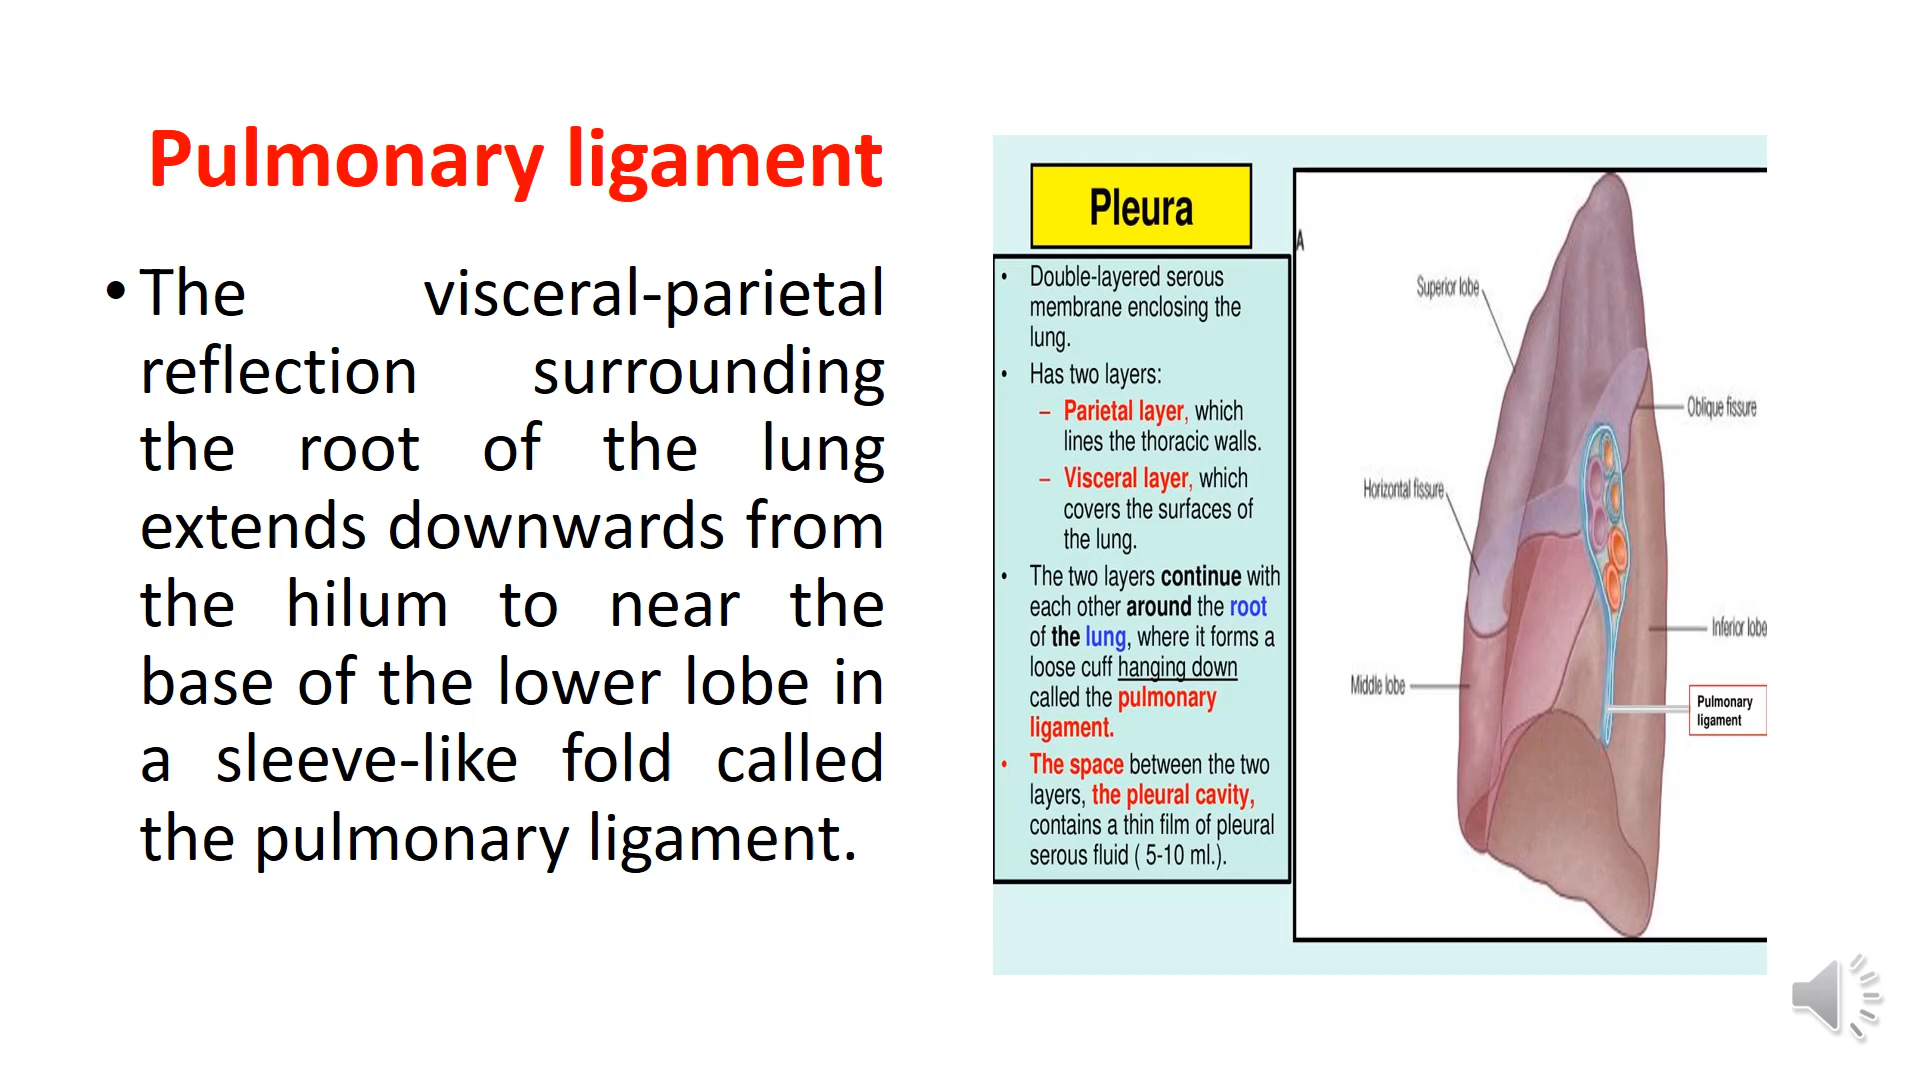 Pulmonary ligament
• The visceral-parietal
reflection surrounding
the root of the lung
extends downwards from
the hilum to near the
base of the lower lobe in
a sleeve-like fold called
the pulmonary ligament.
Pleura
• Double-layered serous
membrane enclosing the
lung.
• Has two layers:
– Parietal layer, which
lines the thoracic walls.
– Visceral layer, which
covers the surfaces of
the lung.
• The two layers continue with
each other around the root
of the lung, where it forms a
loose cuff hanging down
called the pulmonary
ligament.
• The space between the two
layers, the pleural cavity,
contains a thin film of pleural
serous fluid ( 5-10 ml.).
A
Superior lobe
Oblique fissure
Horizontal fissure
Inferior lobe
Middle lobe
Pulmonary
ligament